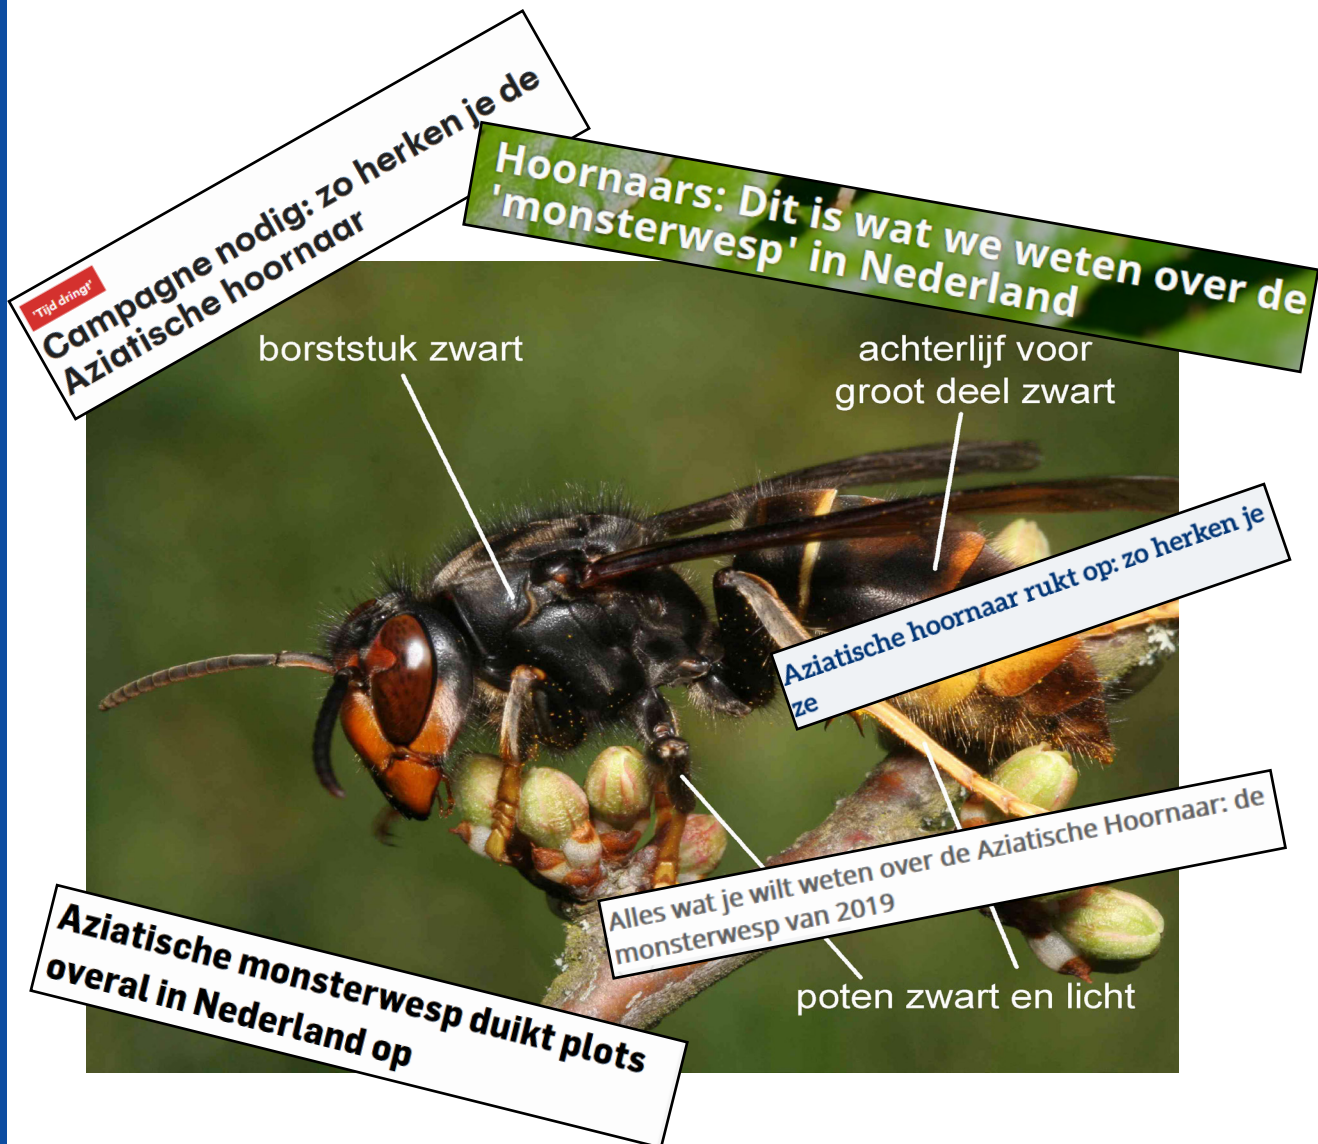 'Tijd dringt'
Campagne nodig: zo herken je de
Aziatische hoornaar
Hoornaars: Dit is wat we weten over de
'monsterwesp' in Nederland
borststuk zwart
achterlijf voor
groot deel zwart
Aziatische hoornaar rukt op: zo herken je
ze
Alles wat je wilt weten over de Aziatische Hoornaar: de
monsterwesp van 2019
poten zwart en licht
Aziatische monsterwesp duikt plots
overal in Nederland op